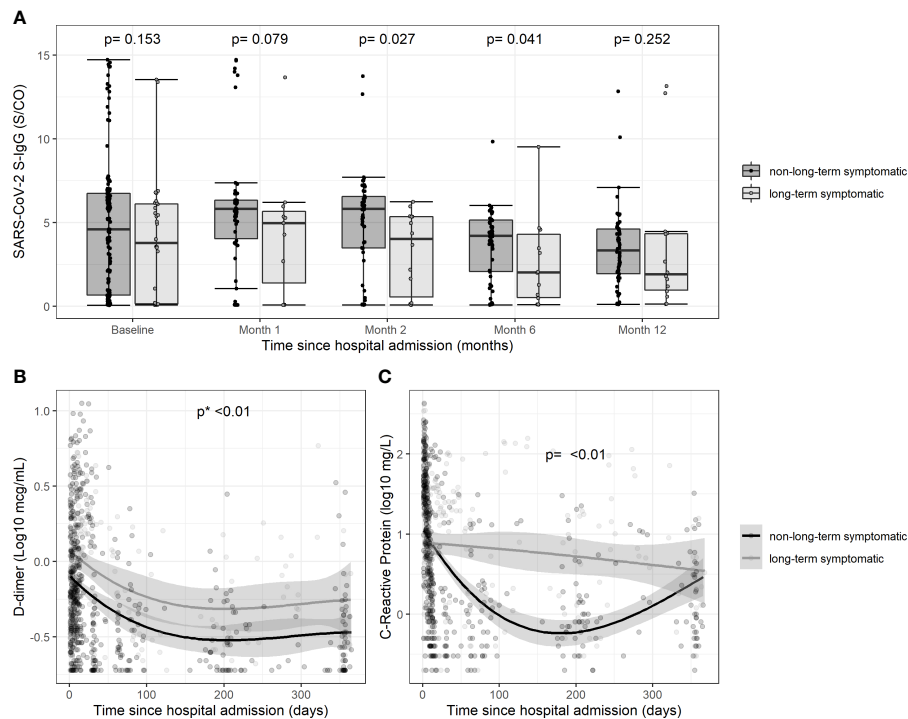 A
p= 0.153 p= 0.079 p= 0.027 p= 0.041 p= 0.252
SARS-CoV-2 S-IgG (S/CO)
15
10
5
0
Baseline Month 1 Month 2 Month 6 Month 12
Time since hospital admission (months)
non-long-term symptomatic
long-term symptomatic
B
p* <0.01
D-dimer (Log10 mcg/mL)
1.0
0.5
0.0
-0.5
0 100 200 300
Time since hospital admission (days)
C
p= <0.01
C-Reactive Protein (log10 mg/L)
2
1
0
0 100 200 300
Time since hospital admission (days)
non-long-term symptomatic
long-term symptomatic